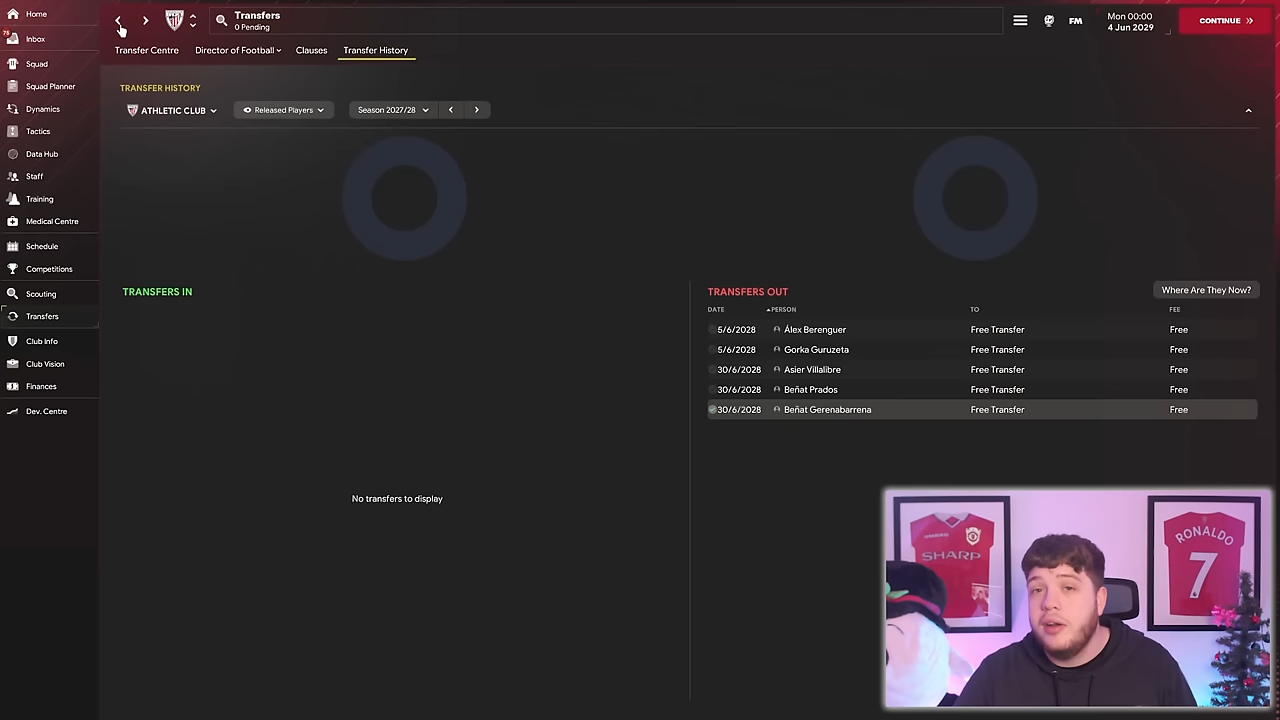 Home
75
Inbox
Squad
Squad Planner
Dynamics
Tactics
Data Hub
Staff
Training
Medical Centre
Schedule
Competitions
Scouting
Transfers
Club Info
Club Vision
Finances
Dev. Centre
Transfers
0 Pending
FM
Mon 00:00
4 Jun 2029
CONTINUE
Transfer Centre
Director of Football
Clauses
Transfer History
TRANSFER HISTORY
ATHLETIC CLUB
Released Players
Season 2027/28
TRANSFERS IN
No transfers to display
TRANSFERS OUT
Where Are They Now?
DATE PERSON TO FEE
5/6/2028 Álex Berenguer Free Transfer Free
5/6/2028 Gorka Guruzeta Free Transfer Free
30/6/2028 Asier Villalibre Free Transfer Free
30/6/2028 Beñat Prados Free Transfer Free
30/6/2028 Beñat Gerenabarrena Free Transfer Free
UMBRO
SHARP
RONALDO
7